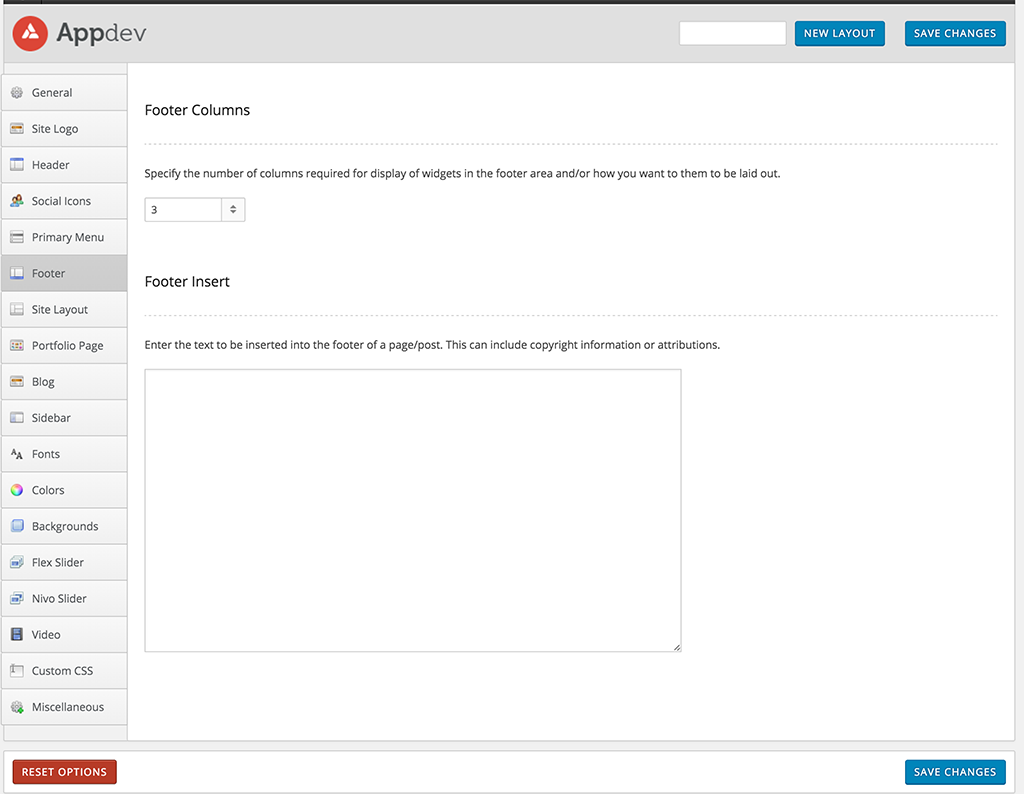 Appdev
NEW LAYOUT
SAVE CHANGES
General
Site Logo
Header
Social Icons
Primary Menu
Footer
Site Layout
Portfolio Page
Blog
Sidebar
Fonts
Colors
Backgrounds
Flex Slider
Nivo Slider
Video
Custom CSS
Miscellaneous
Footer Columns
Specify the number of columns required for display of widgets in the footer area and/or how you want to them to be laid out.
3
Footer Insert
Enter the text to be inserted into the footer of a page/post. This can include copyright information or attributions.
RESET OPTIONS
SAVE CHANGES